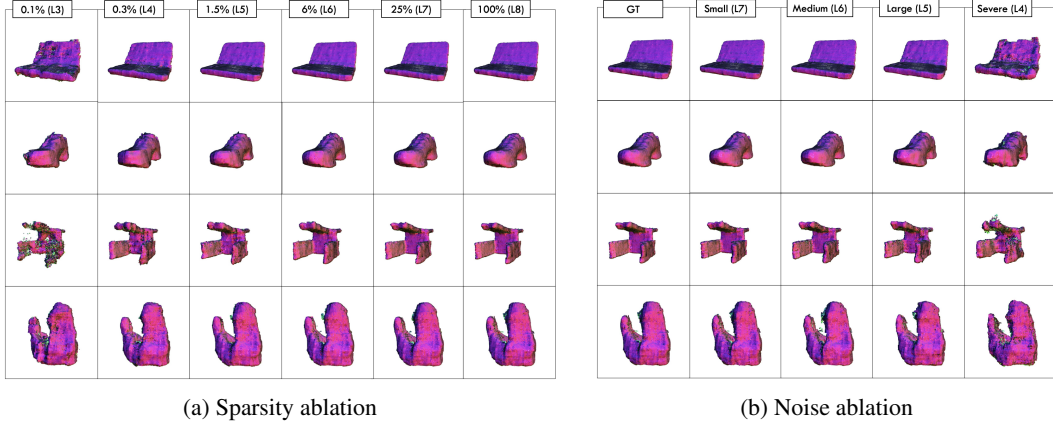 0.1% (L3) 0.3% (L4) 1.5% (L5) 6% (L6) 25% (L7) 100% (L8)
GT Small (L7) Medium (L6) Large (L5) Severe (L4)
(a) Sparsity ablation
(b) Noise ablation